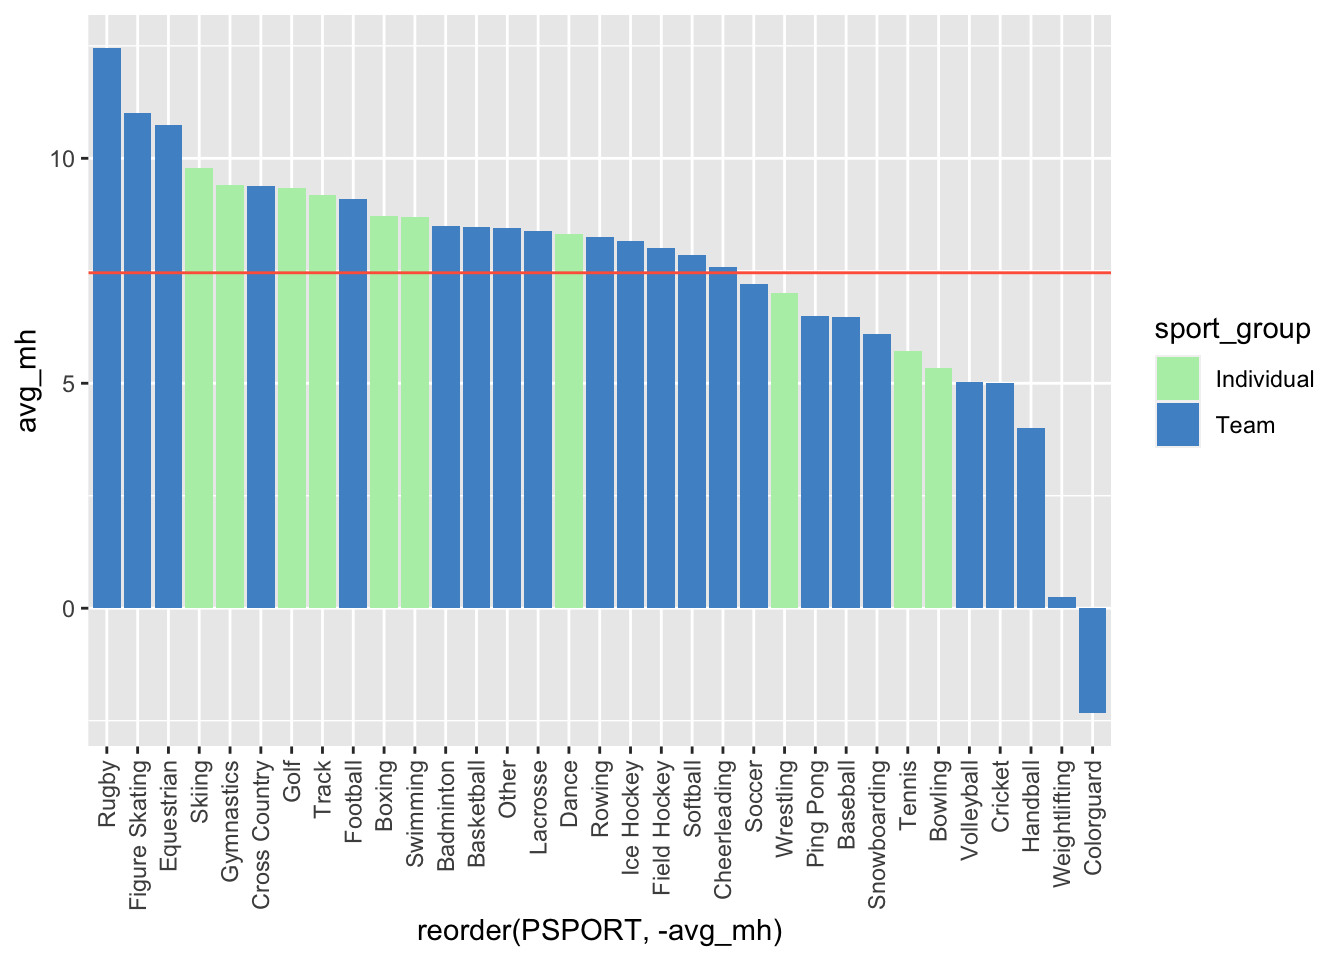 10
5
0
avg_mh
Rugby
Figure Skating
Equestrian
Skiing
Gymnastics
Cross Country
Golf
Track
Football
Boxing
Swimming
Badminton
Basketball
Other
Lacrosse
Dance
Rowing
Ice Hockey
Field Hockey
Softball
Cheerleading
Soccer
Wrestling
Ping Pong
Baseball
Snowboarding
Tennis
Bowling
Volleyball
Cricket
Handball
Weightlifting
Colorguard
reorder(PSPORT, -avg_mh)
sport_group
Individual
Team